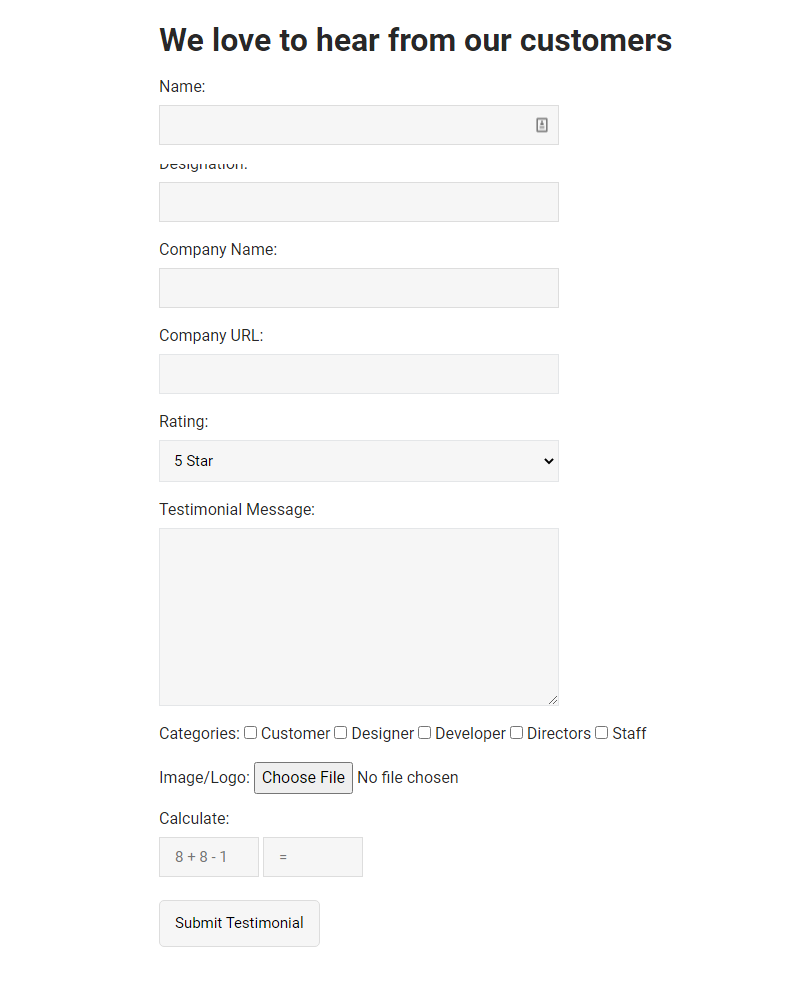 We love to hear from our customers
Name:
Designation:
Company Name:
Company URL:
Rating:
5 Star
Testimonial Message:
Categories: Customer Designer Developer Directors Staff
Image/Logo: Choose File No file chosen
Calculate:
8 + 8 - 1 =
Submit Testimonial